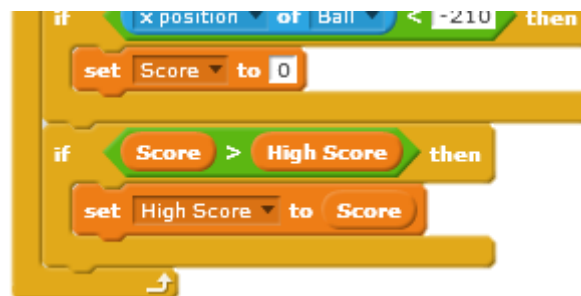 if x position of Ball < -210 then
set Score to 0
if Score > High Score then
set High Score to Score